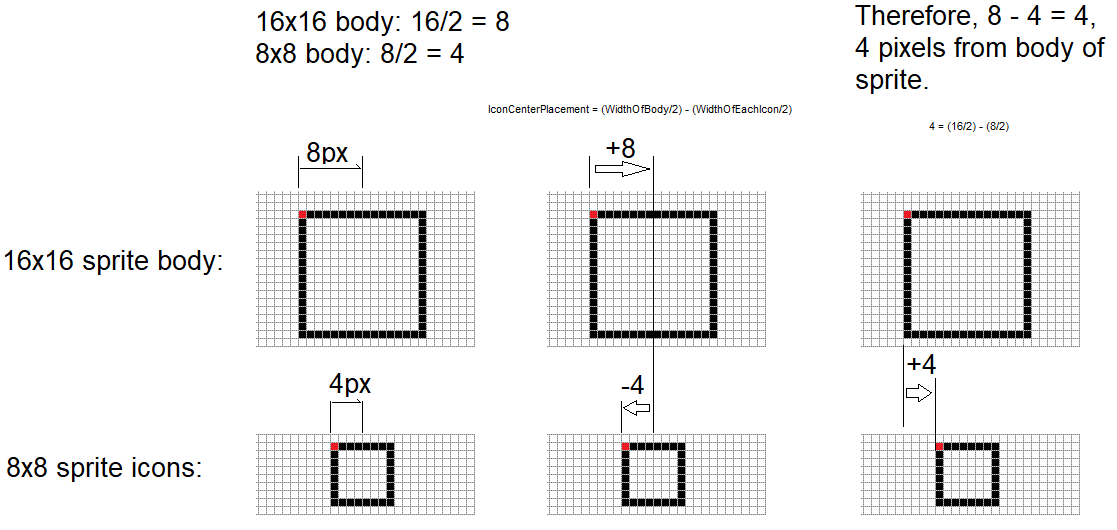 16x16 body: 16/2 = 8
8x8 body: 8/2 = 4
Therefore, 8 - 4 = 4,
4 pixels from body of
sprite.
IconCenterPlacement = (WidthOfBody/2) - (WidthOfEachIcon/2)
4 = (16/2) - (8/2)
8px
+8
16x16 sprite body:
4px
-4
+4
8x8 sprite icons: